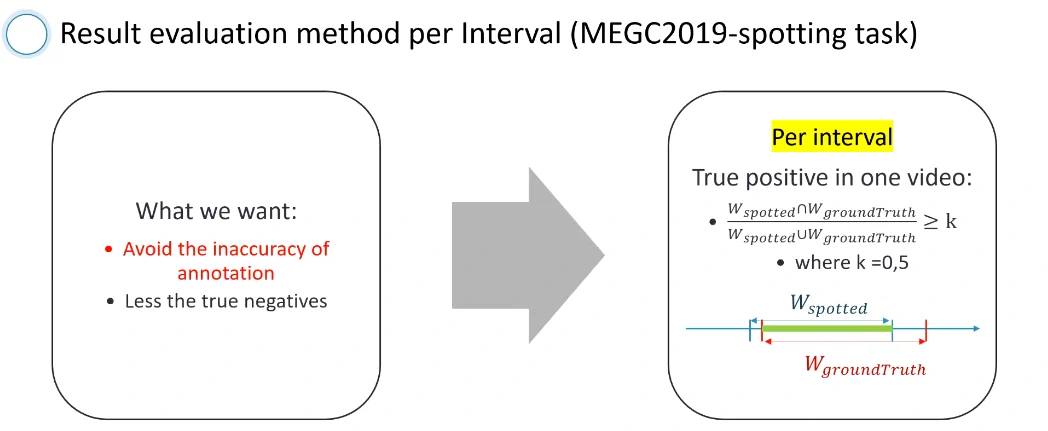 Result evaluation method per Interval (MEGC2019-spotting task)
What we want:
• Avoid the inaccuracy of
annotation
• Less the true negatives
Per interval
True positive in one video:
• \frac{W_{spotted} \cap W_{groundTruth}}{W_{spotted} \cup W_{groundTruth}} ≥ k
• where k =0,5
W_{spotted}
W_{groundTruth}